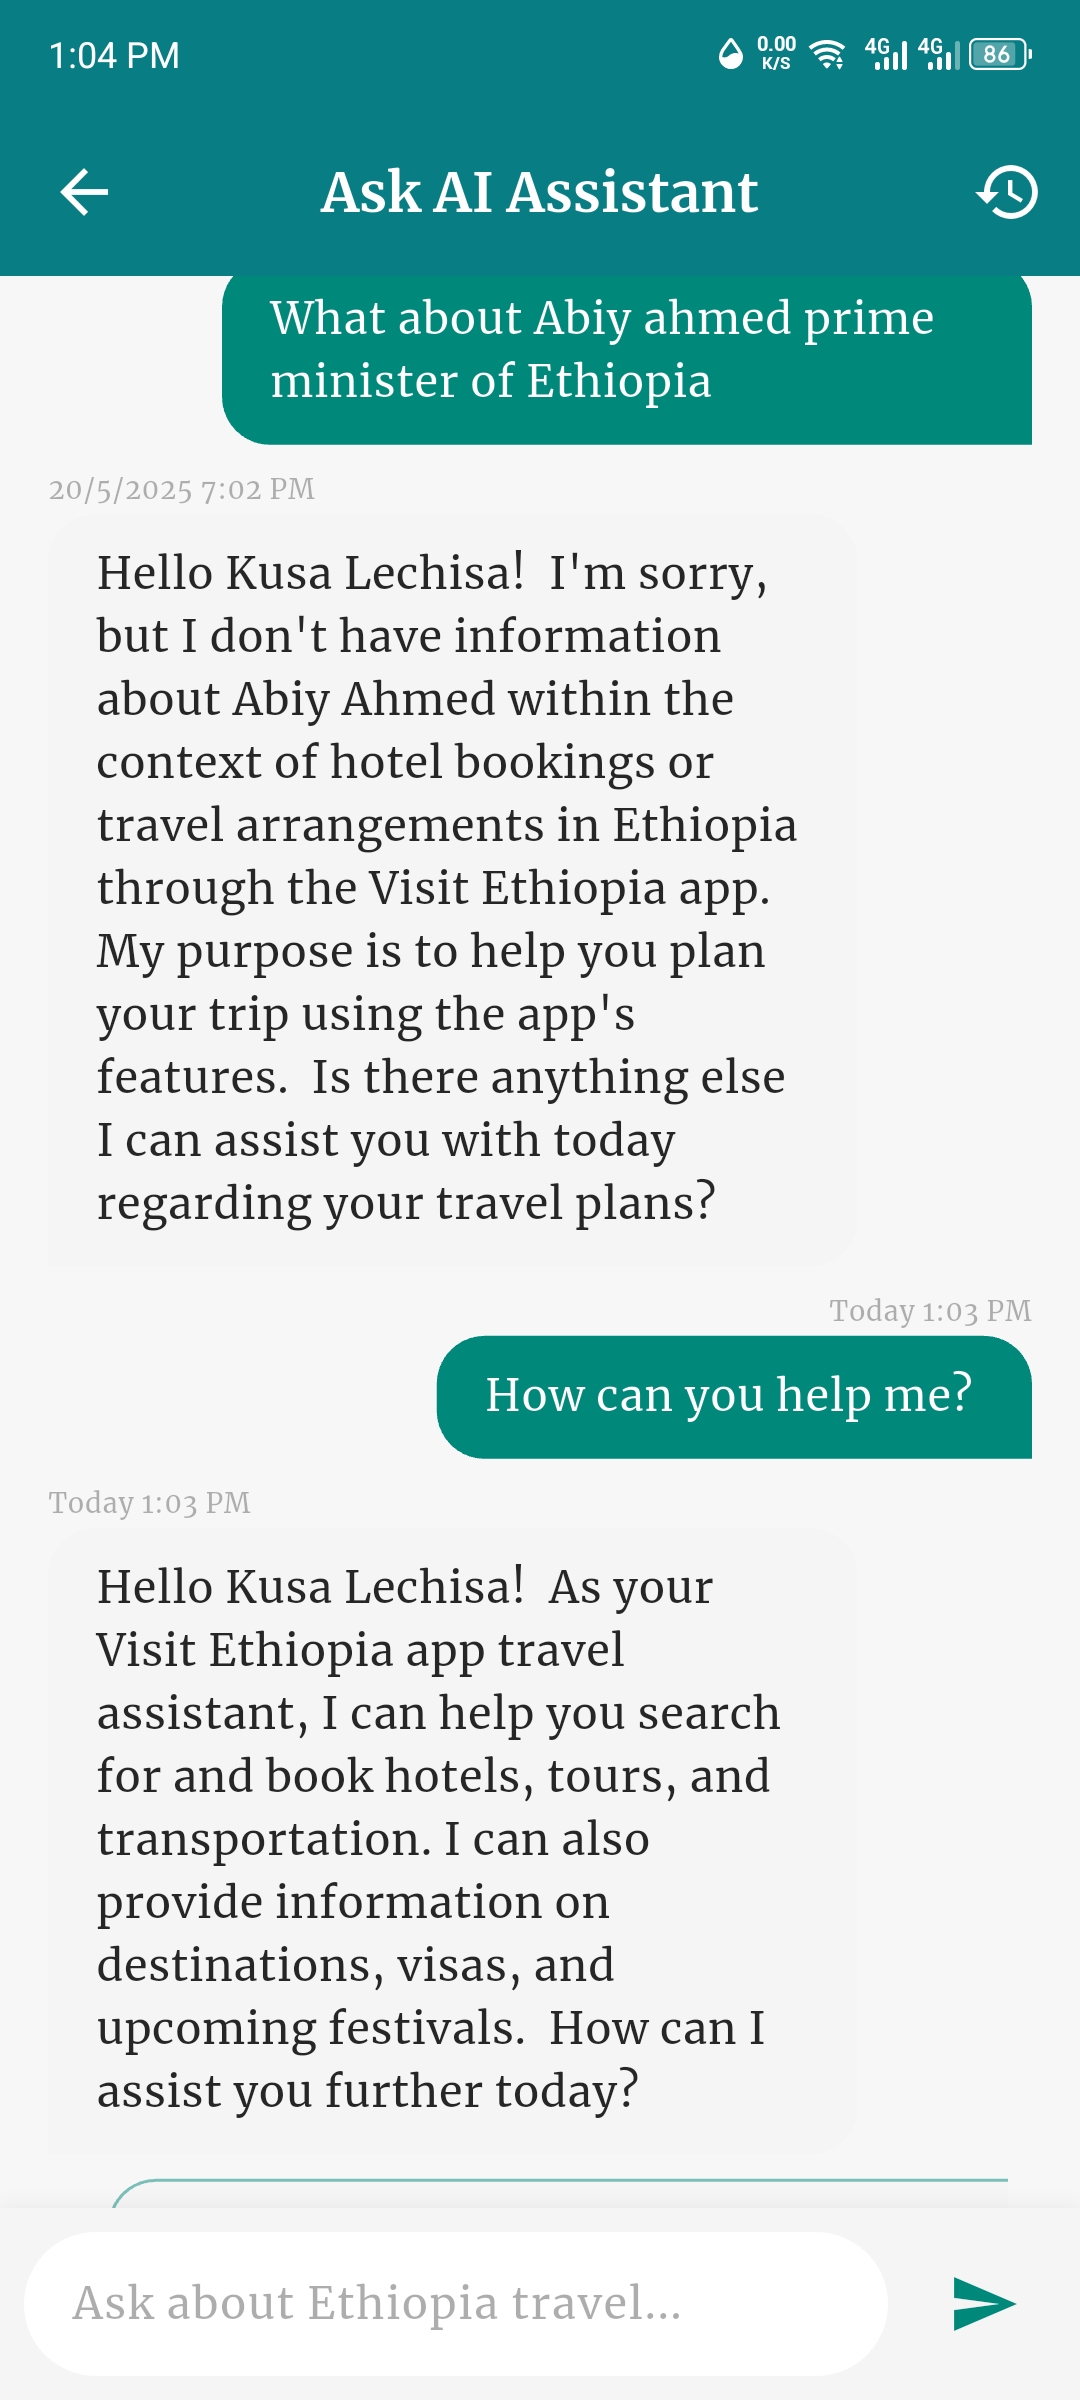 1:04 PM
0.00
K/S
4G
4G
86
Ask AI Assistant
What about Abiy ahmed prime
minister of Ethiopia
20/5/2025 7:02 PM
Hello Kusa Lechisa!  I'm sorry,
but I don't have information
about Abiy Ahmed within the
context of hotel bookings or
travel arrangements in Ethiopia
through the Visit Ethiopia app.
My purpose is to help you plan
your trip using the app's
features.  Is there anything else
I can assist you with today
regarding your travel plans?
Today 1:03 PM
How can you help me?
Today 1:03 PM
Hello Kusa Lechisa!  As your
Visit Ethiopia app travel
assistant, I can help you search
for and book hotels, tours, and
transportation. I can also
provide information on
destinations, visas, and
upcoming festivals.  How can I
assist you further today?
Ask about Ethiopia travel...